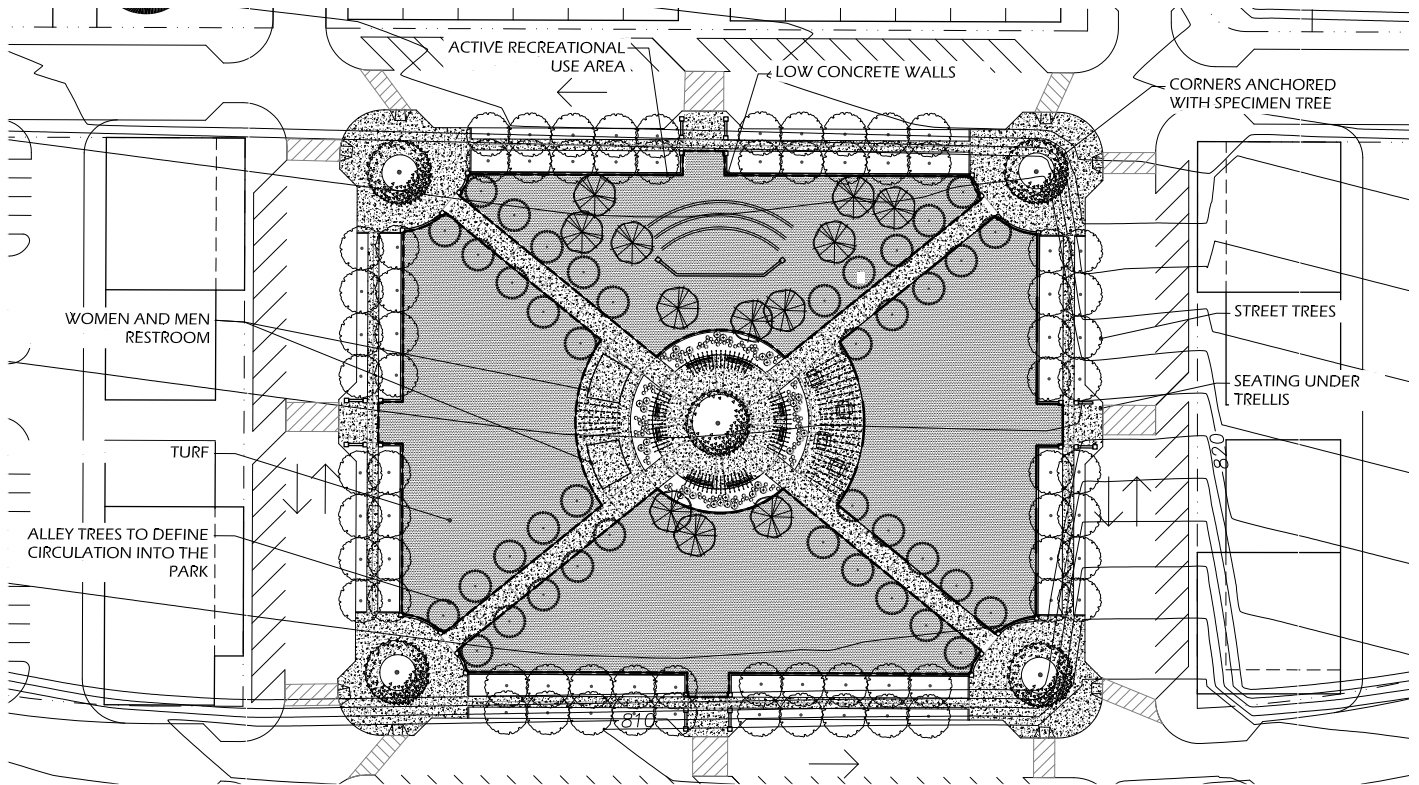 ACTIVE RECREATIONAL
USE AREA
LOW CONCRETE WALLS
CORNERS ANCHORED
WITH SPECIMEN TREE
WOMEN AND MEN
RESTROOM
STREET TREES
SEATING UNDER
TRELLIS
TURF
820
ALLEY TREES TO DEFINE
CIRCULATION INTO THE
PARK
810